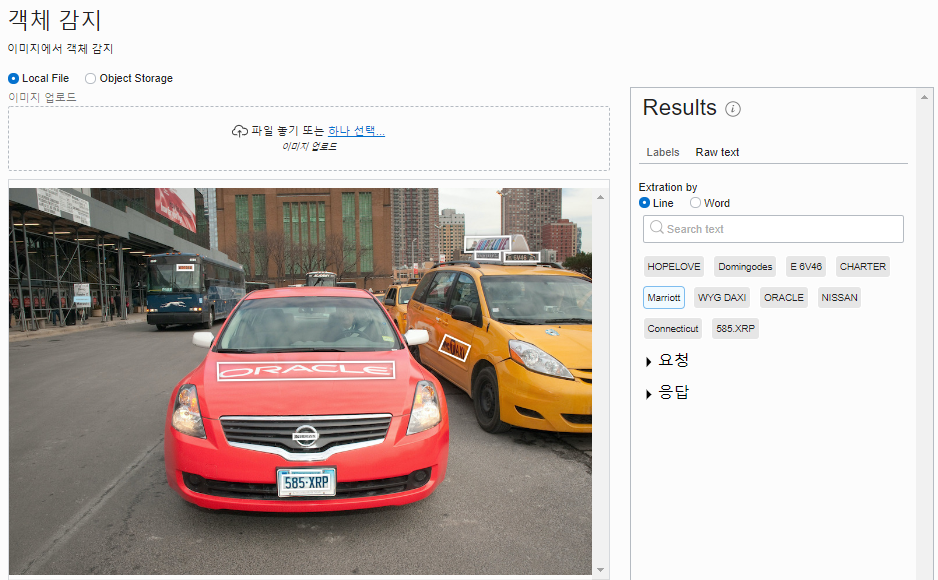 객체 감지
이미지에서 객체 감지
Local File Object Storage
이미지 업로드
파일 놓기 또는 하나 선택...
이미지 업로드
ORACLE
NISSAN
585·XRP
Results i
Labels Raw text
Extration by
Line Word
Search text
HOPELOVE Domingodes E 6V46 CHARTER
Marriott WYG DAXI ORACLE NISSAN
Connecticut 585.XRP
요청
응답